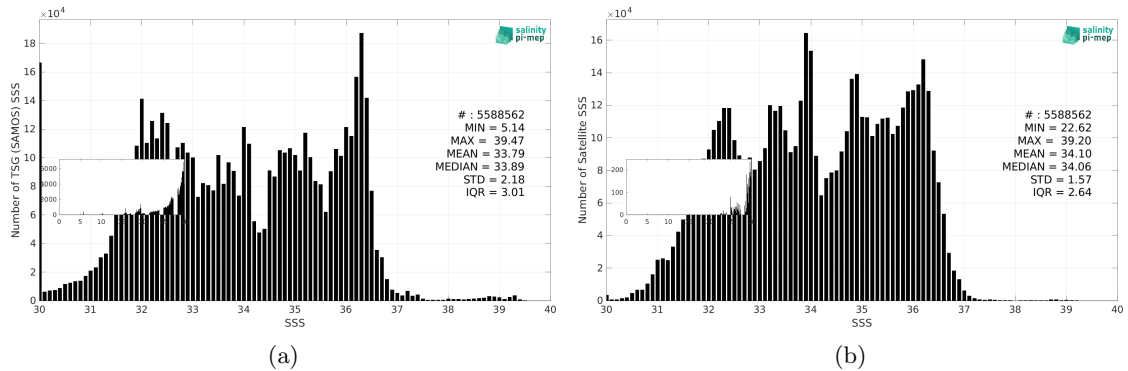 ×10⁴
18
16
14
12
10
8
6
4
2
0
Number of TSG (SAMOS) SSS
salinity
pi-mep
# : 5588562
MIN = 5.14
MAX = 39.47
MEAN = 33.79
MEDIAN = 33.89
STD = 2.18
IQR = 3.01
0 5 10
30 31 32 33 34 35 36 37 38 39 40
SSS
(a)
×10⁴
16
14
12
10
8
6
4
2
0
Number of Satellite SSS
salinity
pi-mep
# : 5588562
MIN = 22.62
MAX = 39.20
MEAN = 34.10
MEDIAN = 34.06
STD = 1.57
IQR = 2.64
200
100
0
0 5 10
30 31 32 33 34 35 36 37 38 39 40
SSS
(b)